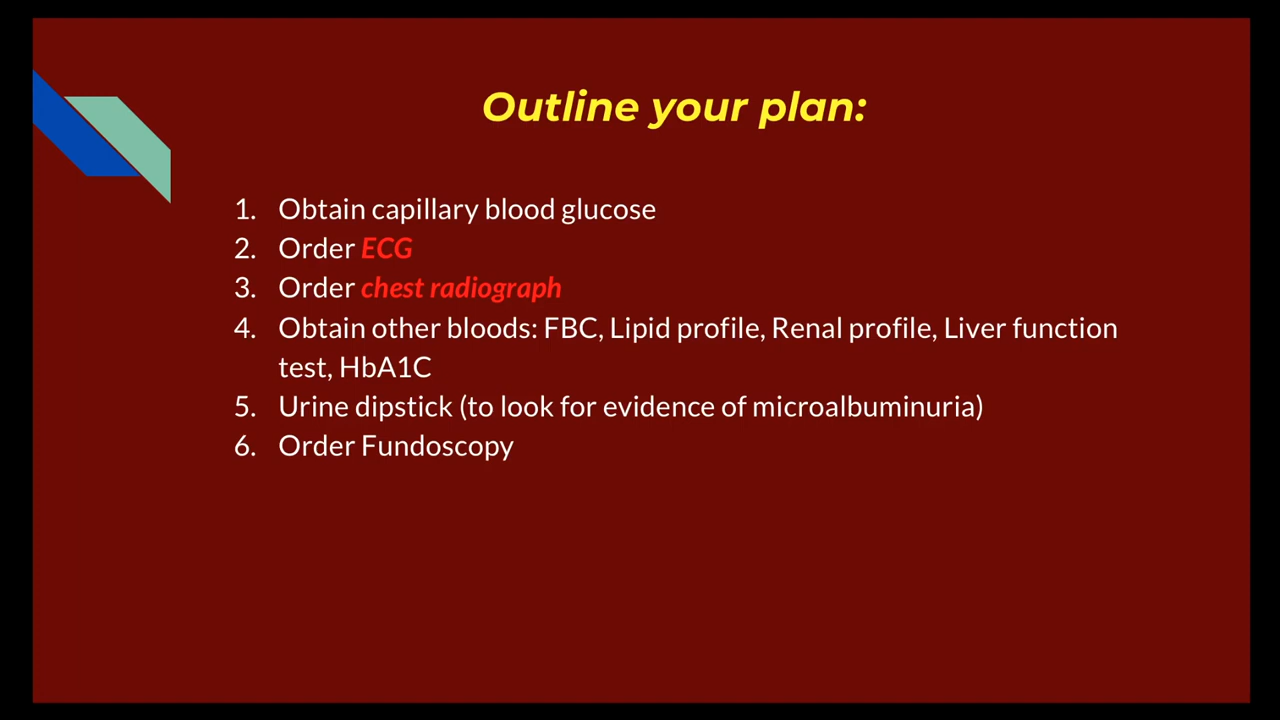 Outline your plan:
1. Obtain capillary blood glucose
2. Order ECG
3. Order chest radiograph
4. Obtain other bloods: FBC, Lipid profile, Renal profile, Liver function
test, HbA1C
5. Urine dipstick (to look for evidence of microalbuminuria)
6. Order Fundoscopy